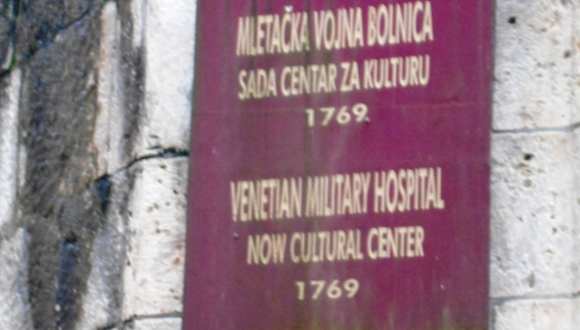 MLETAČKA VOJNA BOLNICA
SADA CENTAR ZA KULTURU
1769.
VENETIAN MILITARY HOSPITAL
NOW CULTURAL CENTER
1769